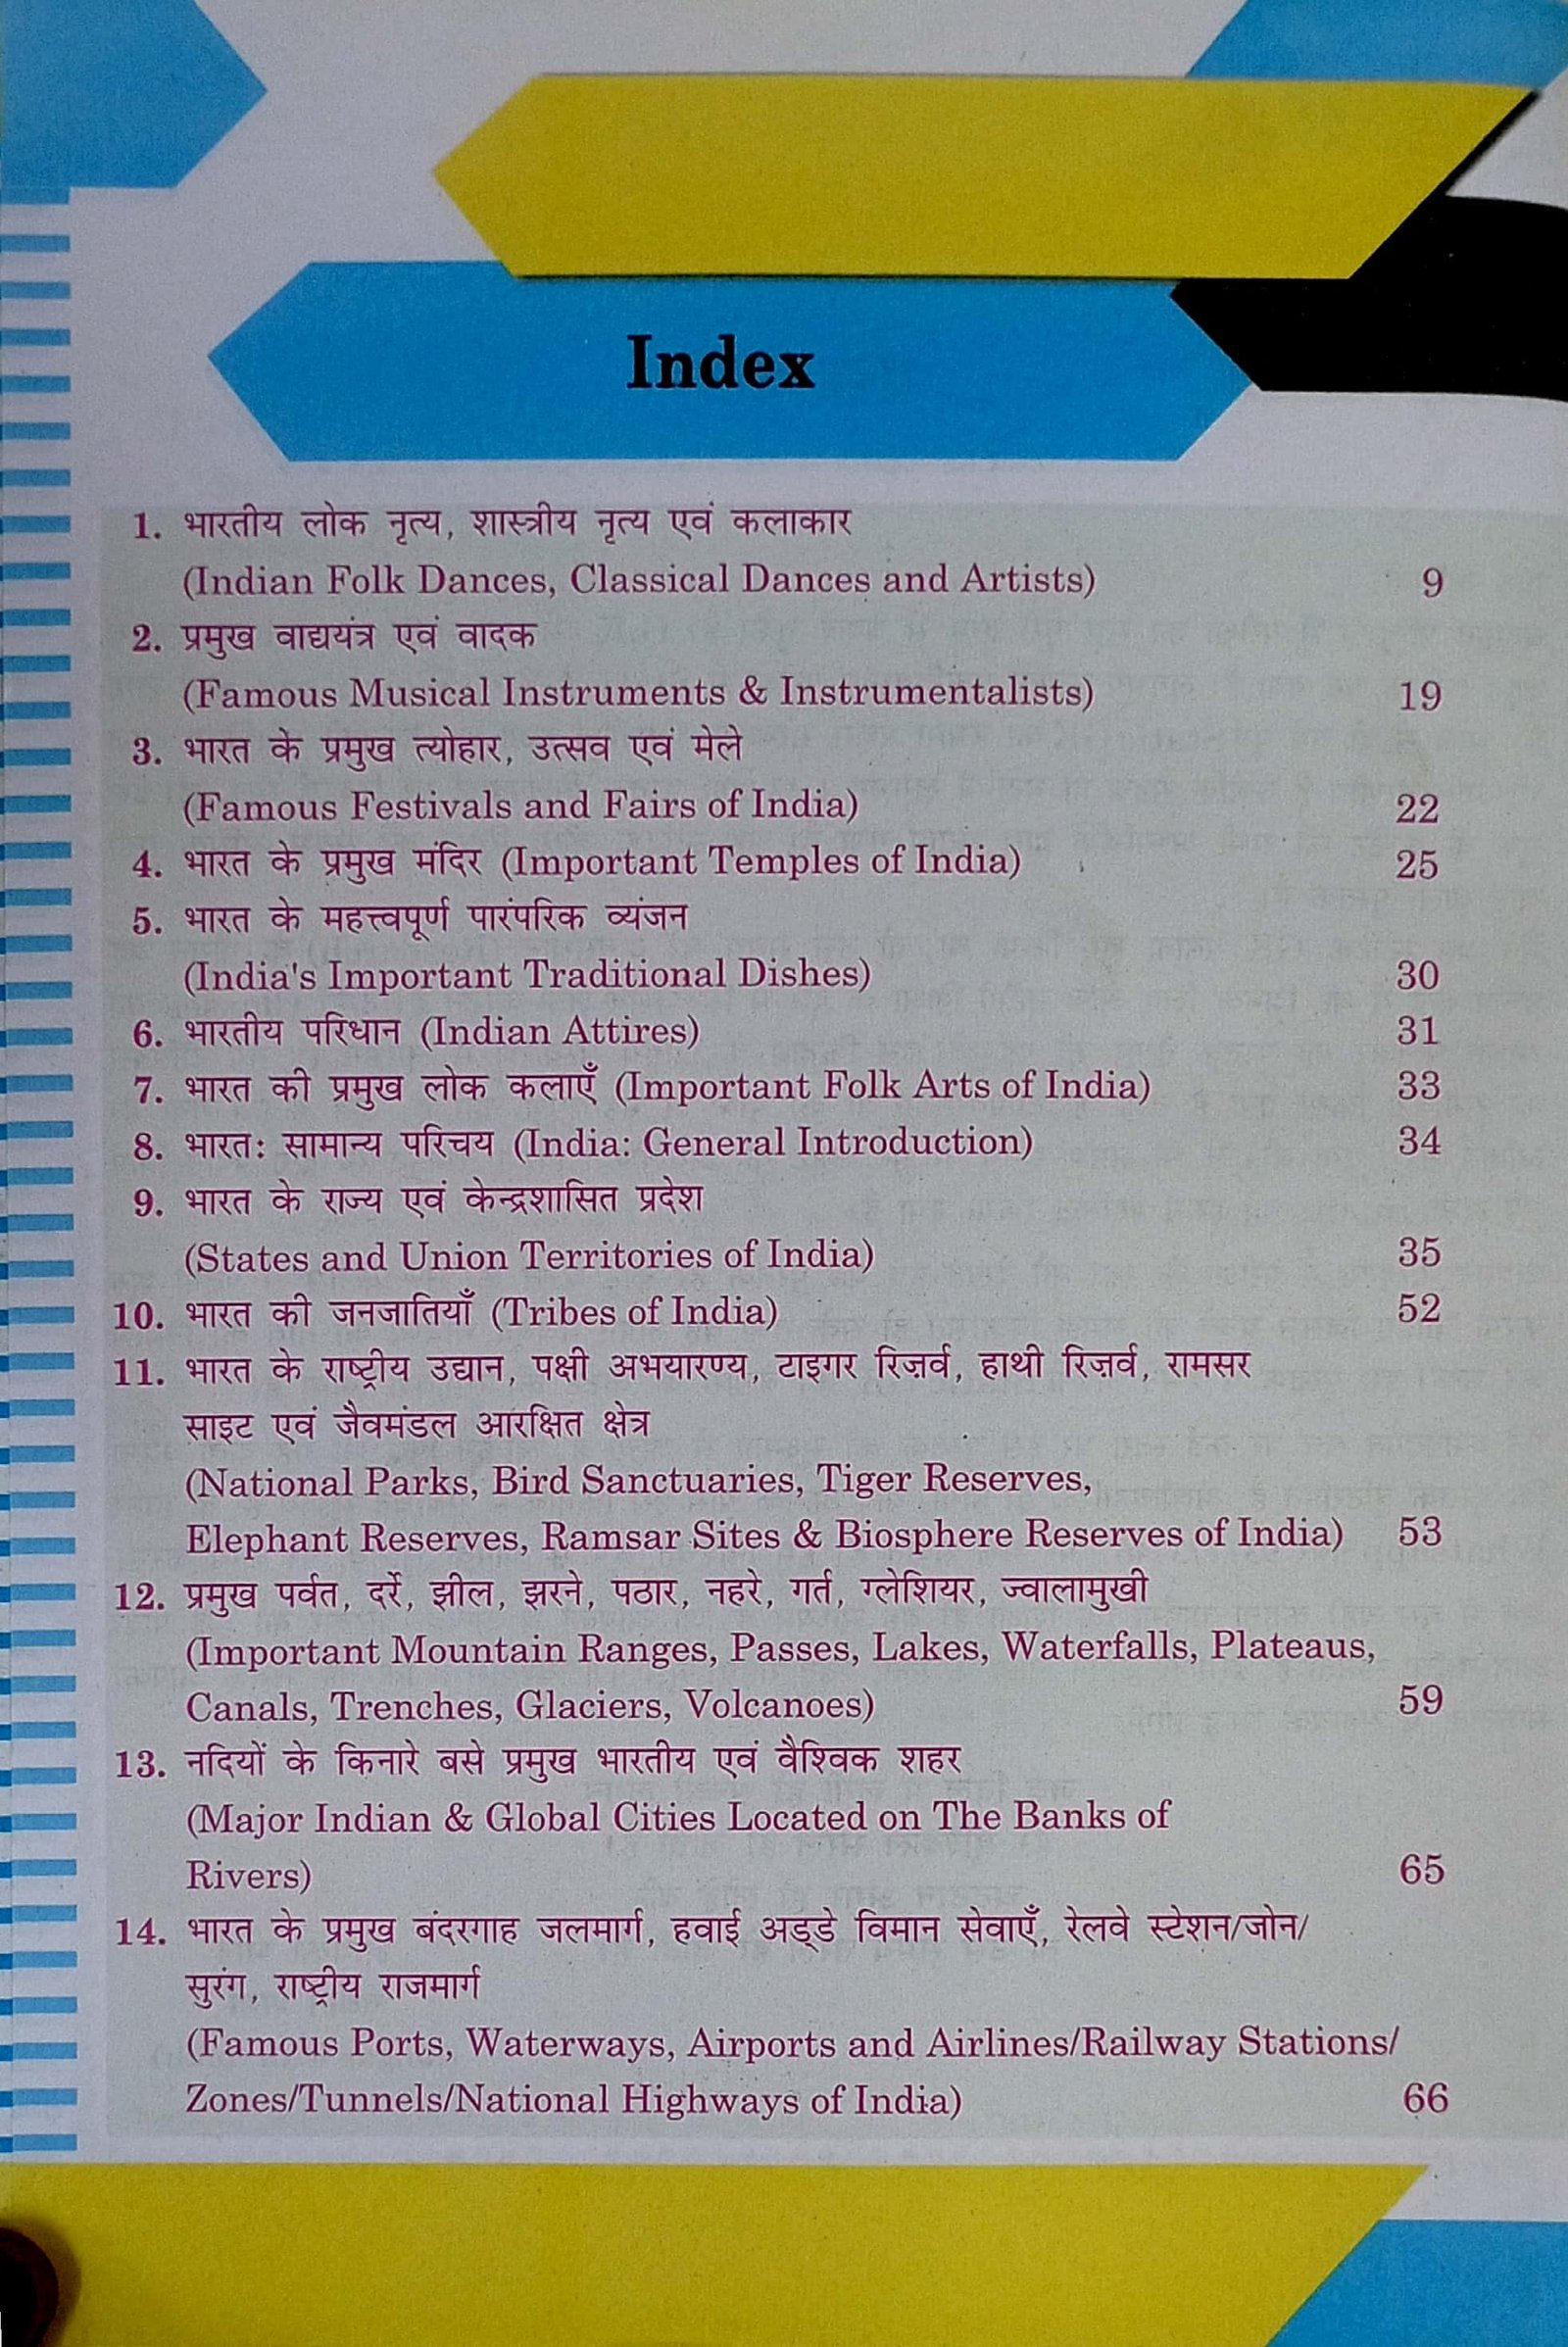 Index
1. भारतीय लोक नृत्य, शास्त्रीय नृत्य एवं कलाकार
(Indian Folk Dances, Classical Dances and Artists) 9
2. प्रमुख वाद्ययंत्र एवं वादक
(Famous Musical Instruments & Instrumentalists) 19
3. भारत के प्रमुख त्योहार, उत्सव एवं मेले
(Famous Festivals and Fairs of India) 22
4. भारत के प्रमुख मंदिर (Important Temples of India) 25
5. भारत के महत्त्वपूर्ण पारंपरिक व्यंजन
(India's Important Traditional Dishes) 30
6. भारतीय परिधान (Indian Attires) 31
7. भारत की प्रमुख लोक कलाएँ (Important Folk Arts of India) 33
8. भारत: सामान्य परिचय (India: General Introduction) 34
9. भारत के राज्य एवं केन्द्रशासित प्रदेश
(States and Union Territories of India) 35
10. भारत की जनजातियाँ (Tribes of India) 52
11. भारत के राष्ट्रीय उद्यान, पक्षी अभयारण्य, टाइगर रिज़र्व, हाथी रिज़र्व, रामसर
साइट एवं जैवमंडल आरक्षित क्षेत्र
(National Parks, Bird Sanctuaries, Tiger Reserves,
Elephant Reserves, Ramsar Sites & Biosphere Reserves of India) 53
12. प्रमुख पर्वत, दर्रे, झील, झरने, पठार, नहरे, गर्त, ग्लेशियर, ज्वालामुखी
(Important Mountain Ranges, Passes, Lakes, Waterfalls, Plateaus,
Canals, Trenches, Glaciers, Volcanoes) 59
13. नदियों के किनारे बसे प्रमुख भारतीय एवं वैश्विक शहर
(Major Indian & Global Cities Located on The Banks of
Rivers) 65
14. भारत के प्रमुख बंदरगाह जलमार्ग, हवाई अड्डे विमान सेवाएँ, रेलवे स्टेशन/जोन/
सुरंग, राष्ट्रीय राजमार्ग
(Famous Ports, Waterways, Airports and Airlines/Railway Stations/
Zones/Tunnels/National Highways of India) 66